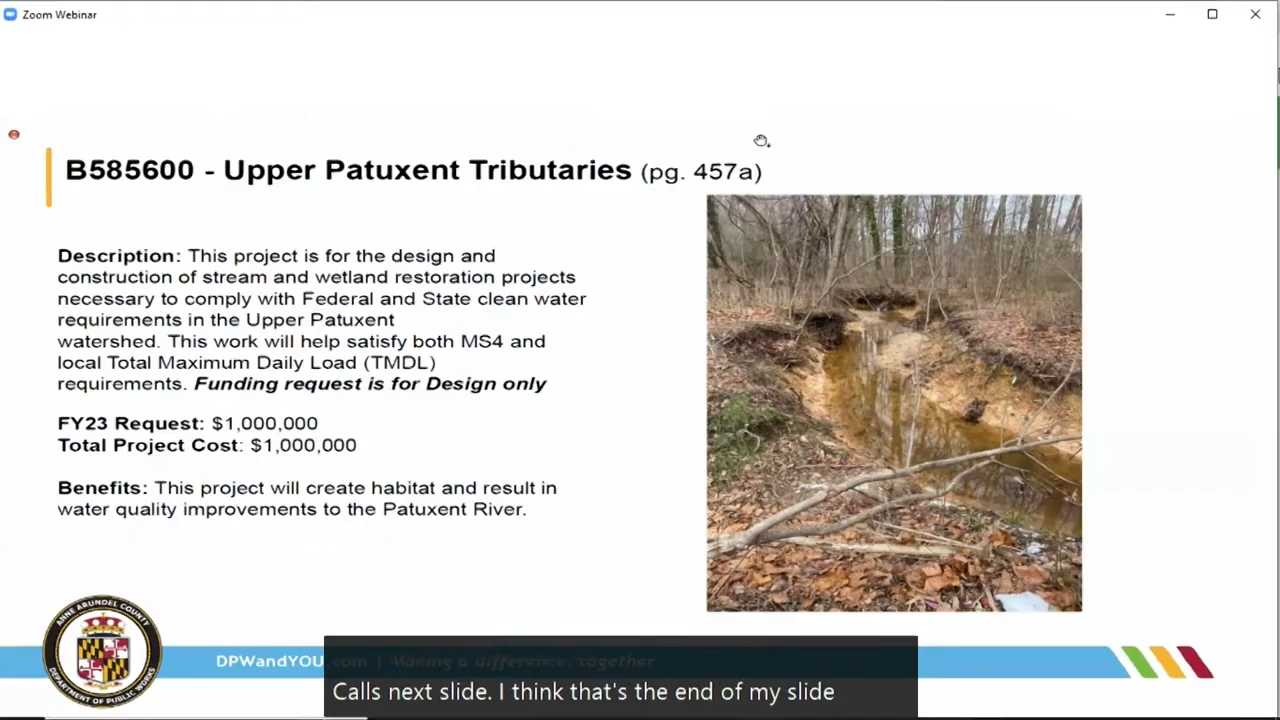 Zoom Webinar
B585600 - Upper Patuxent Tributaries (pg. 457a)
Description: This project is for the design and
construction of stream and wetland restoration projects
necessary to comply with Federal and State clean water
requirements in the Upper Patuxent
watershed. This work will help satisfy both MS4 and
local Total Maximum Daily Load (TMDL)
requirements. Funding request is for Design only
FY23 Request: $1,000,000
Total Project Cost: $1,000,000
Benefits: This project will create habitat and result in
water quality improvements to the Patuxent River.
ANNE ARUNDEL COUNTY
DEPARTMENT OF PUBLIC WORKS
DPWandYOU.com | Making a difference, together
Calls next slide. I think that's the end of my slide